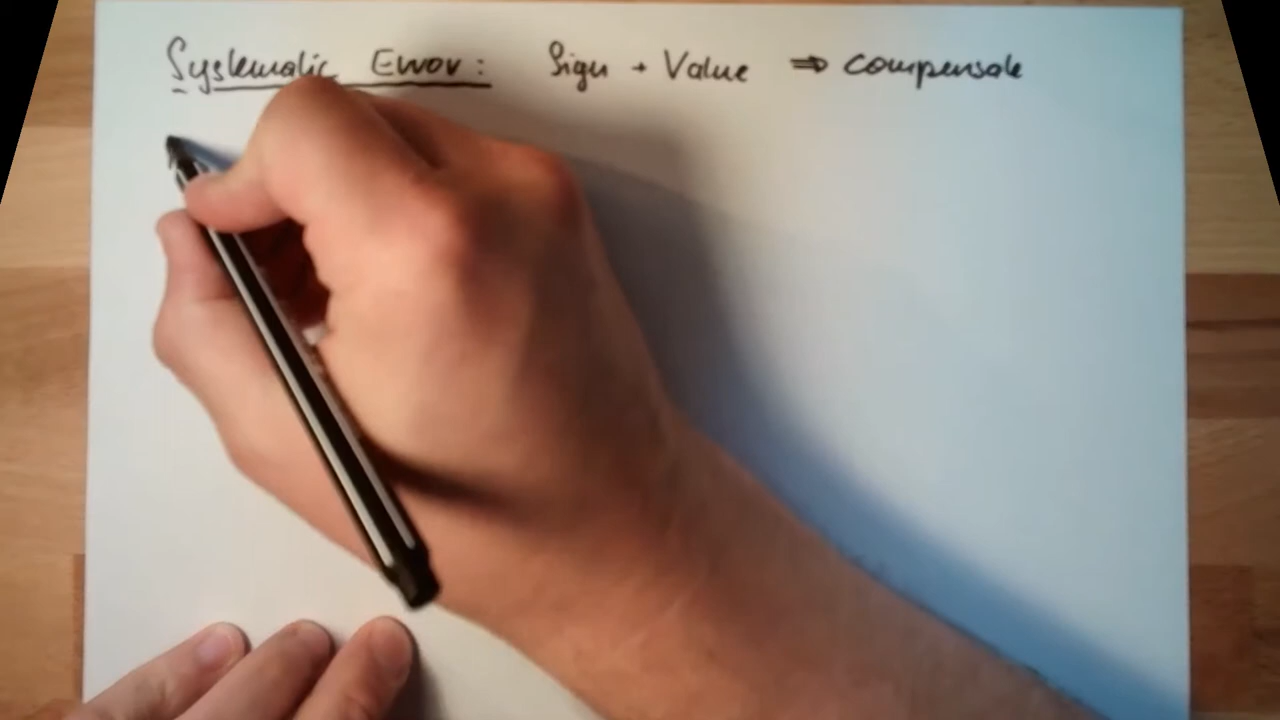 Systematic Error: Sign + Value ⇒ compensate